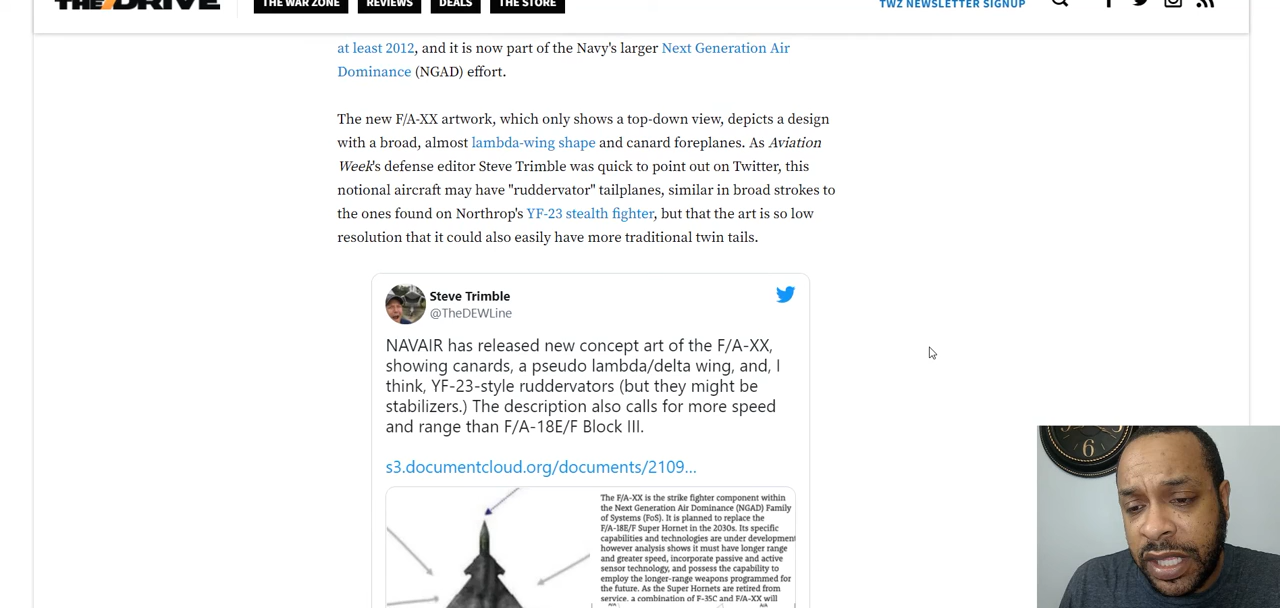 THE DRIVE
THE WAR ZONE REVIEWS DEALS THE STORE TWZ NEWSLETTER SIGNUP
at least 2012, and it is now part of the Navy's larger Next Generation Air
Dominance (NGAD) effort.
The new F/A-XX artwork, which only shows a top-down view, depicts a design
with a broad, almost lambda-wing shape and canard foreplanes. As Aviation
Week's defense editor Steve Trimble was quick to point out on Twitter, this
notional aircraft may have "ruddervator" tailplanes, similar in broad strokes to
the ones found on Northrop's YF-23 stealth fighter, but that the art is so low
resolution that it could also easily have more traditional twin tails.
Steve Trimble
@TheDEWLine
NAVAIR has released new concept art of the F/A-XX,
showing canards, a pseudo lambda/delta wing, and, I
think, YF-23-style ruddervators (but they might be
stabilizers.) The description also calls for more speed
and range than F/A-18E/F Block III.
s3.documentcloud.org/documents/2109...
The F/A-XX is the strike fighter component within
the Next Generation Air Dominance (NGAD) Family
of Systems (FoS). It is planned to replace the
F/A-18E/F Super Hornet in the 2030s. Its specific
capabilities and technologies are under development
however analysis shows it must have longer range
and greater speed, incorporate passive and active
sensor technology, and possess the capability to
employ the longer-range weapons programmed for
the future. As the Super Hornets are retired from
service, a combination of F-35C and F/A-XX will
6